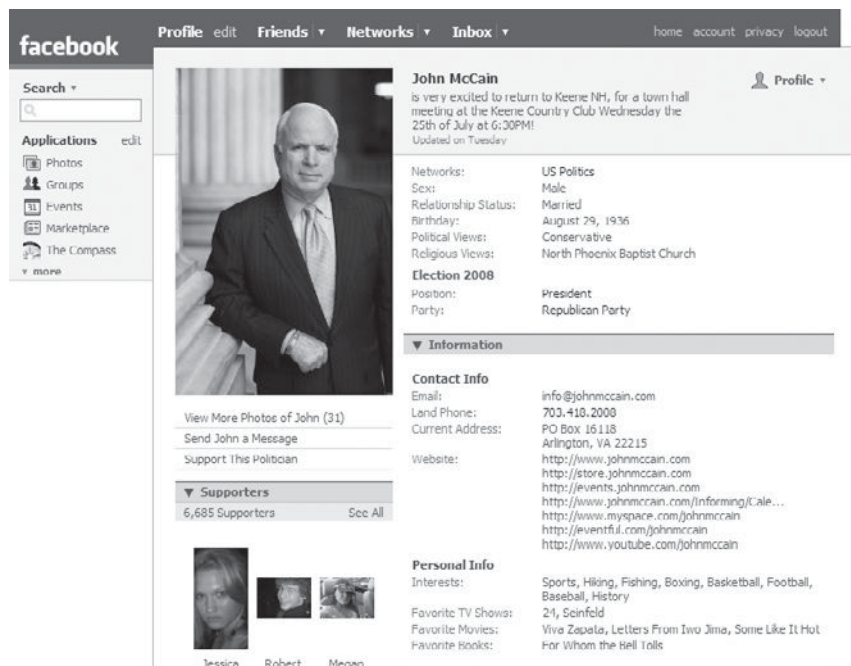 facebook
Profile edit Friends Networks Inbox home account privacy logout
Search
Applications edit
Photos
Groups
31 Events
Marketplace
The Compass
more
View More Photos of John (31)
Send John a Message
Support This Politician
Supporters
6,685 Supporters See All
Jessica Robert Megan
John McCain
is very excited to return to Keene NH, for a town hall
meeting at the Keene Country Club Wednesday the
25th of July at 6:30PM!
Updated on Tuesday
Profile
Networks: US Politics
Sex: Male
Relationship Status: Married
Birthday: August 29, 1936
Political Views: Conservative
Religious Views: North Phoenix Baptist Church
Election 2008
Position: President
Party: Republican Party
Information
Contact Info
Email: info@johnmccain.com
Land Phone: 703.418.2008
Current Address: PO Box 16118
Arlington, VA 22215
Website: http://www.johnmccain.com
http://store.johnmccain.com
http://events.johnmccain.com
http://www.johnmccain.com/Informing/Cale...
http://www.myspace.com/johnmccain
http://eventful.com/johnmccain
http://www.youtube.com/johnmccain
Personal Info
Interests: Sports, Hiking, Fishing, Boxing, Basketball, Football,
Baseball, History
Favorite TV Shows: 24, Seinfeld
Favorite Movies: Viva Zapata, Letters From Iwo Jima, Some Like It Hot
Favorite Books: For Whom the Bell Tolls